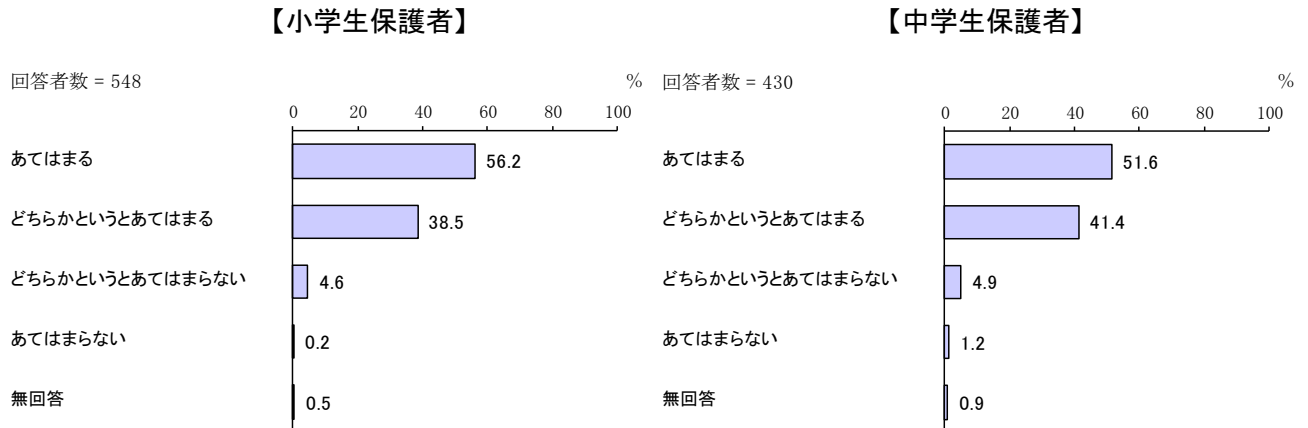 【小学生保護者】
回答者数 = 548
%
0 20 40 60 80 100
あてはまる 56.2
どちらかというとあてはまる 38.5
どちらかというとあてはまらない 4.6
あてはまらない 0.2
無回答 0.5
【中学生保護者】
回答者数 = 430
%
0 20 40 60 80 100
あてはまる 51.6
どちらかというとあてはまる 41.4
どちらかというとあてはまらない 4.9
あてはまらない 1.2
無回答 0.9